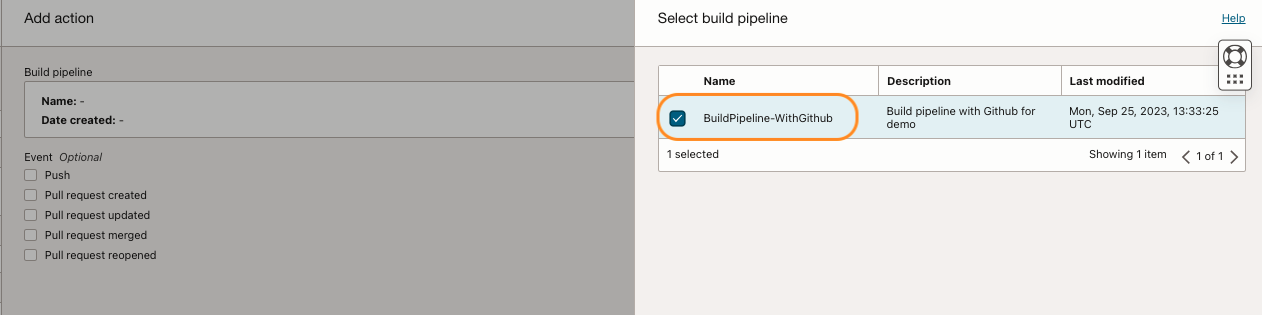 Add action
Build pipeline
Name: -
Date created: -
Event Optional
Push
Pull request created
Pull request updated
Pull request merged
Pull request reopened
Select build pipeline
Help
Name Description Last modified
BuildPipeline-WithGithub
Build pipeline with Github for
demo
Mon, Sep 25, 2023, 13:33:25
UTC
1 selected
Showing 1 item
1 of 1